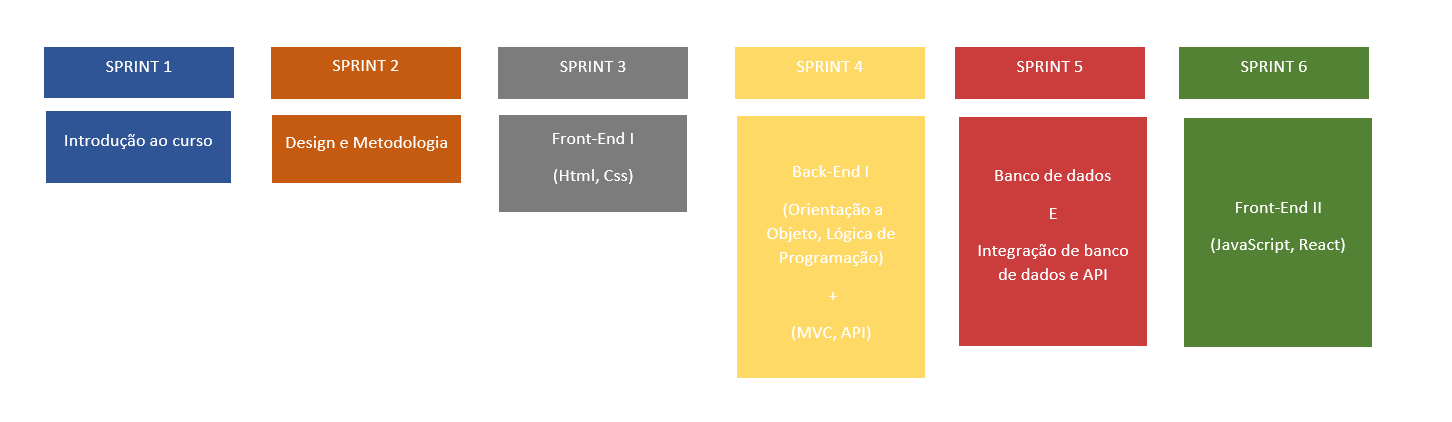 SPRINT 1
Introdução ao curso
SPRINT 2
Design e Metodologia
SPRINT 3
Front-End I
(Html, Css)
SPRINT 4
Back-End I
(Orientação a
Objeto, Lógica de
Programação)
+
(MVC, API)
SPRINT 5
Banco de dados
E
Integração de banco
de dados e API
SPRINT 6
Front-End II
(JavaScript, React)